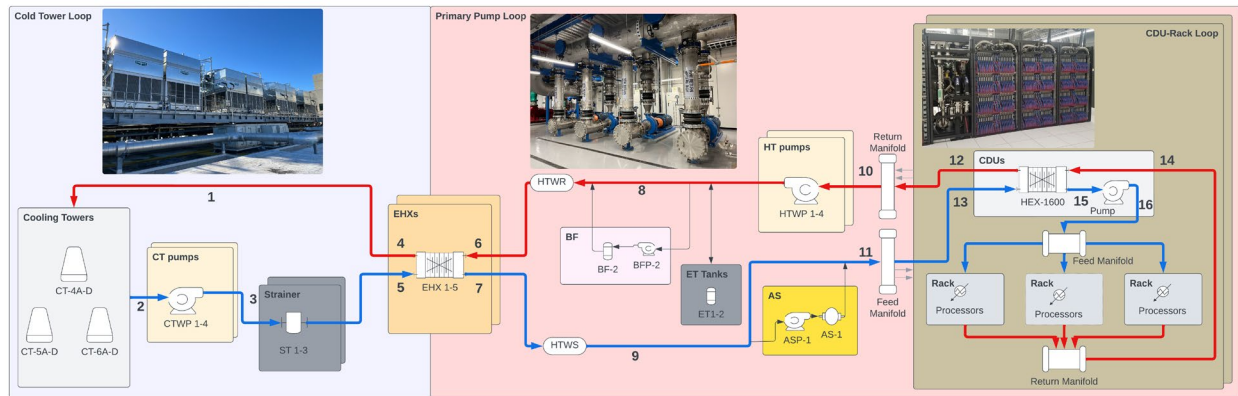 Cold Tower Loop
Primary Pump Loop
CDU-Rack Loop
HT pumps
HTWP 1-4
Return
Manifold
10
12
14
CDUs
HEX-1600
13
15
Pump
16
1
HTWR
8
Cooling Towers
CT-4A-D
CT-5A-D
CT-6A-D
2
CT pumps
CTWP 1-4
3
Strainer
ST 1-3
EHXs
4
6
EHX 1-5
5
7
BF
BF-2
BFP-2
ET Tanks
ET1-2
11
Feed
Manifold
AS
ASP-1
AS-1
HTWS
9
Feed Manifold
Rack
Processors
Rack
Processors
Rack
Processors
Return Manifold